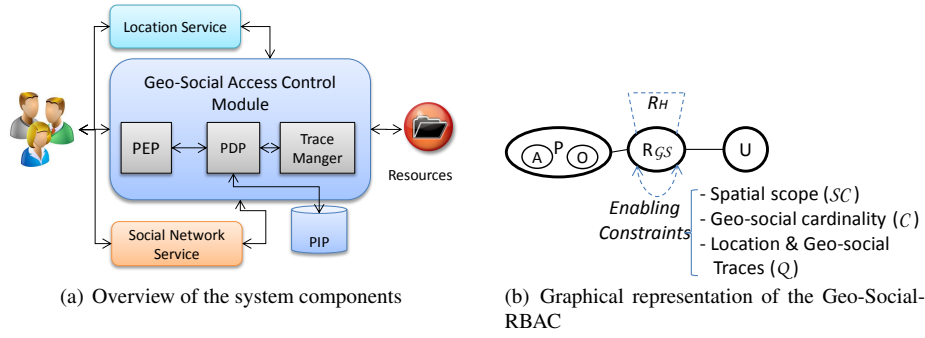 Location Service
Geo-Social Access Control
Module
PEP
PDP
Trace
Manger
Resources
Social Network
Service
PIP
(a) Overview of the system components
RH
A
P
O
RGS
U
Enabling
Constraints
- Spatial scope (SC)
- Geo-social cardinality (C)
- Location & Geo-social
Traces (Q)
(b) Graphical representation of the Geo-Social-
RBAC